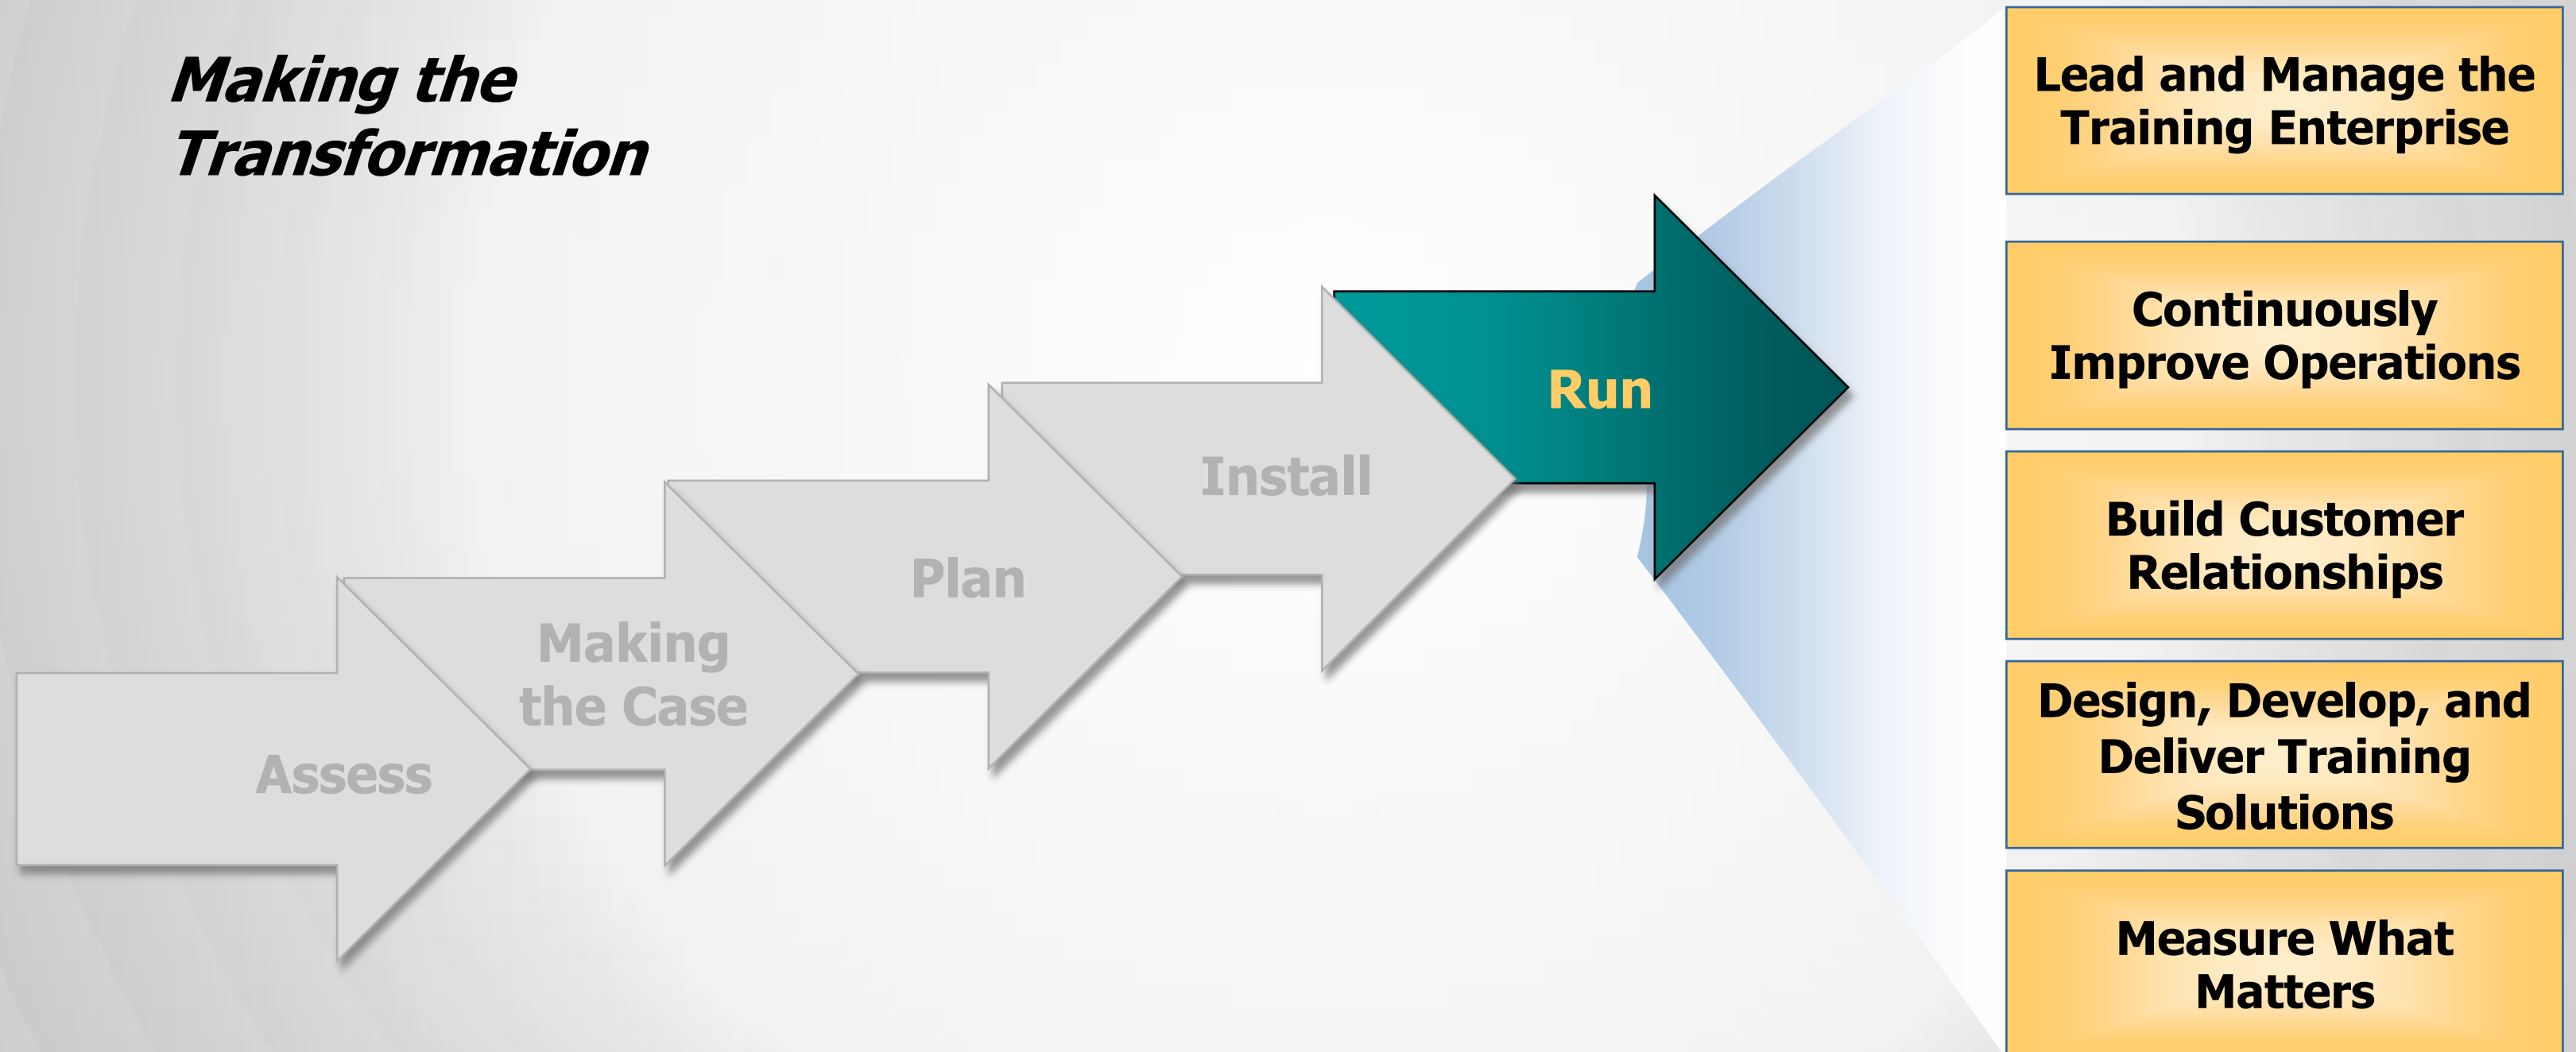 Making the
Transformation
Assess
Making
the Case
Plan
Install
Run
Lead and Manage the
Training Enterprise
Continuously
Improve Operations
Build Customer
Relationships
Design, Develop, and
Deliver Training
Solutions
Measure What
Matters